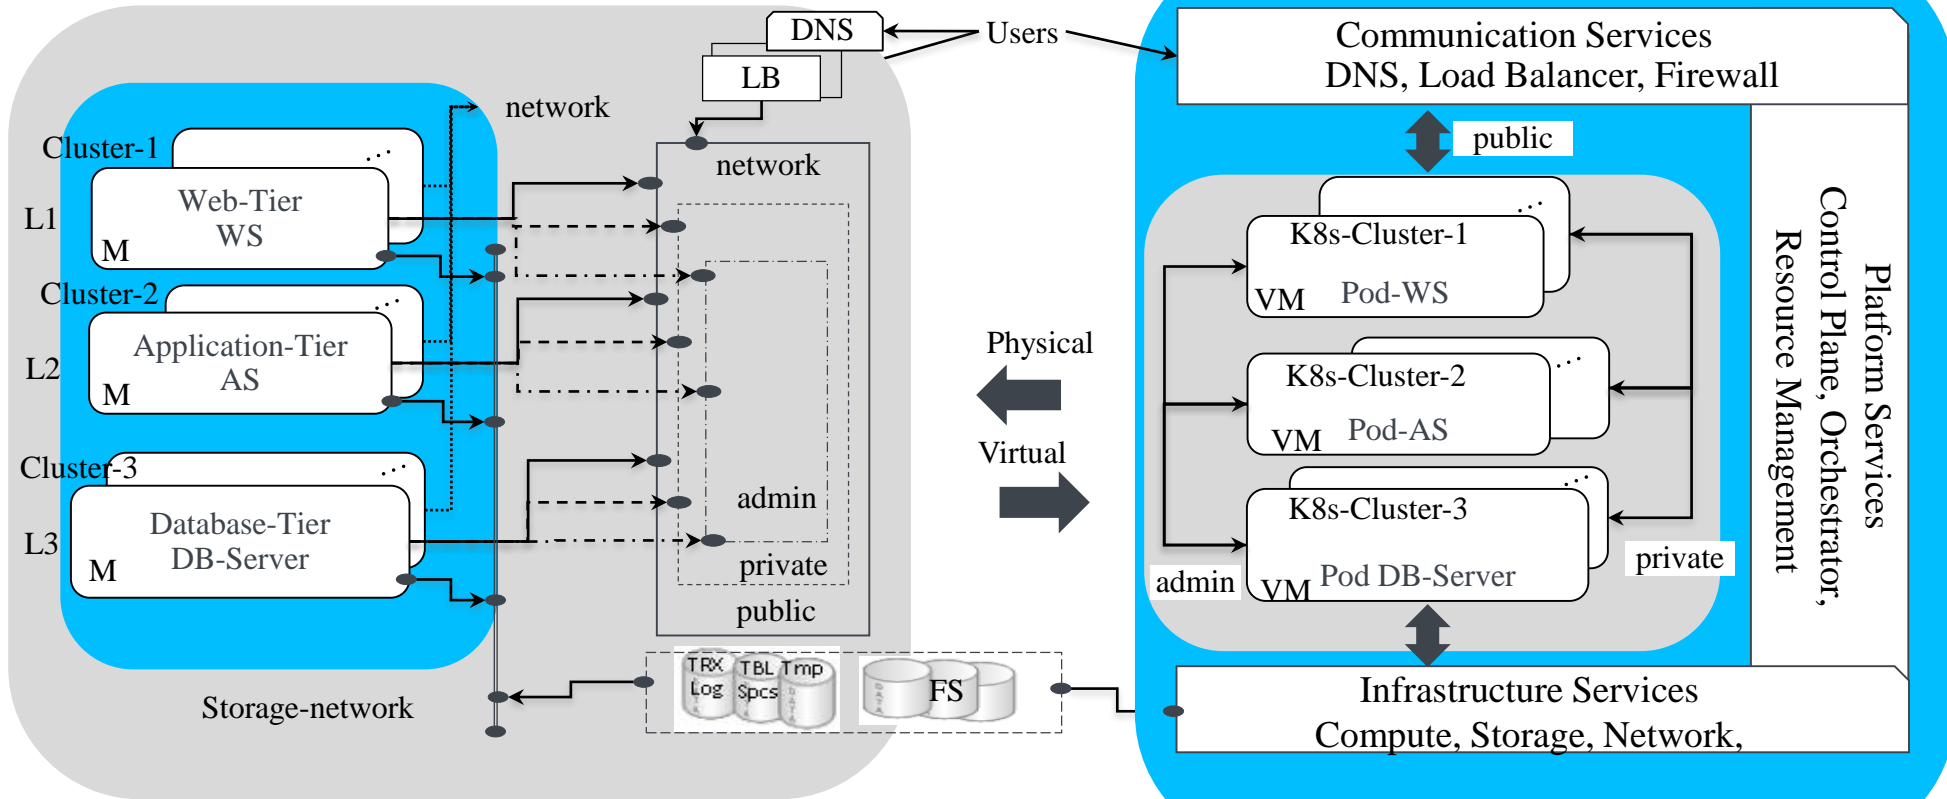 DNS
LB
Users
network
Cluster-1
...
Web-Tier
WS
L1
M
Cluster-2
...
Application-Tier
AS
L2
M
Cluster-3
...
Database-Tier
DB-Server
L3
M
Storage-network
network
admin
private
public
TRX
Log
TBL
Spcs
Tmp
DATA
FS
DATA
Physical
Virtual
Communication Services
DNS, Load Balancer, Firewall
public
...
K8s-Cluster-1
VM
Pod-WS
...
K8s-Cluster-2
VM
Pod-AS
...
K8s-Cluster-3
VM
Pod DB-Server
admin
private
Platform Services
Control Plane, Orchestrator,
Resource Management
Infrastructure Services
Compute, Storage, Network,